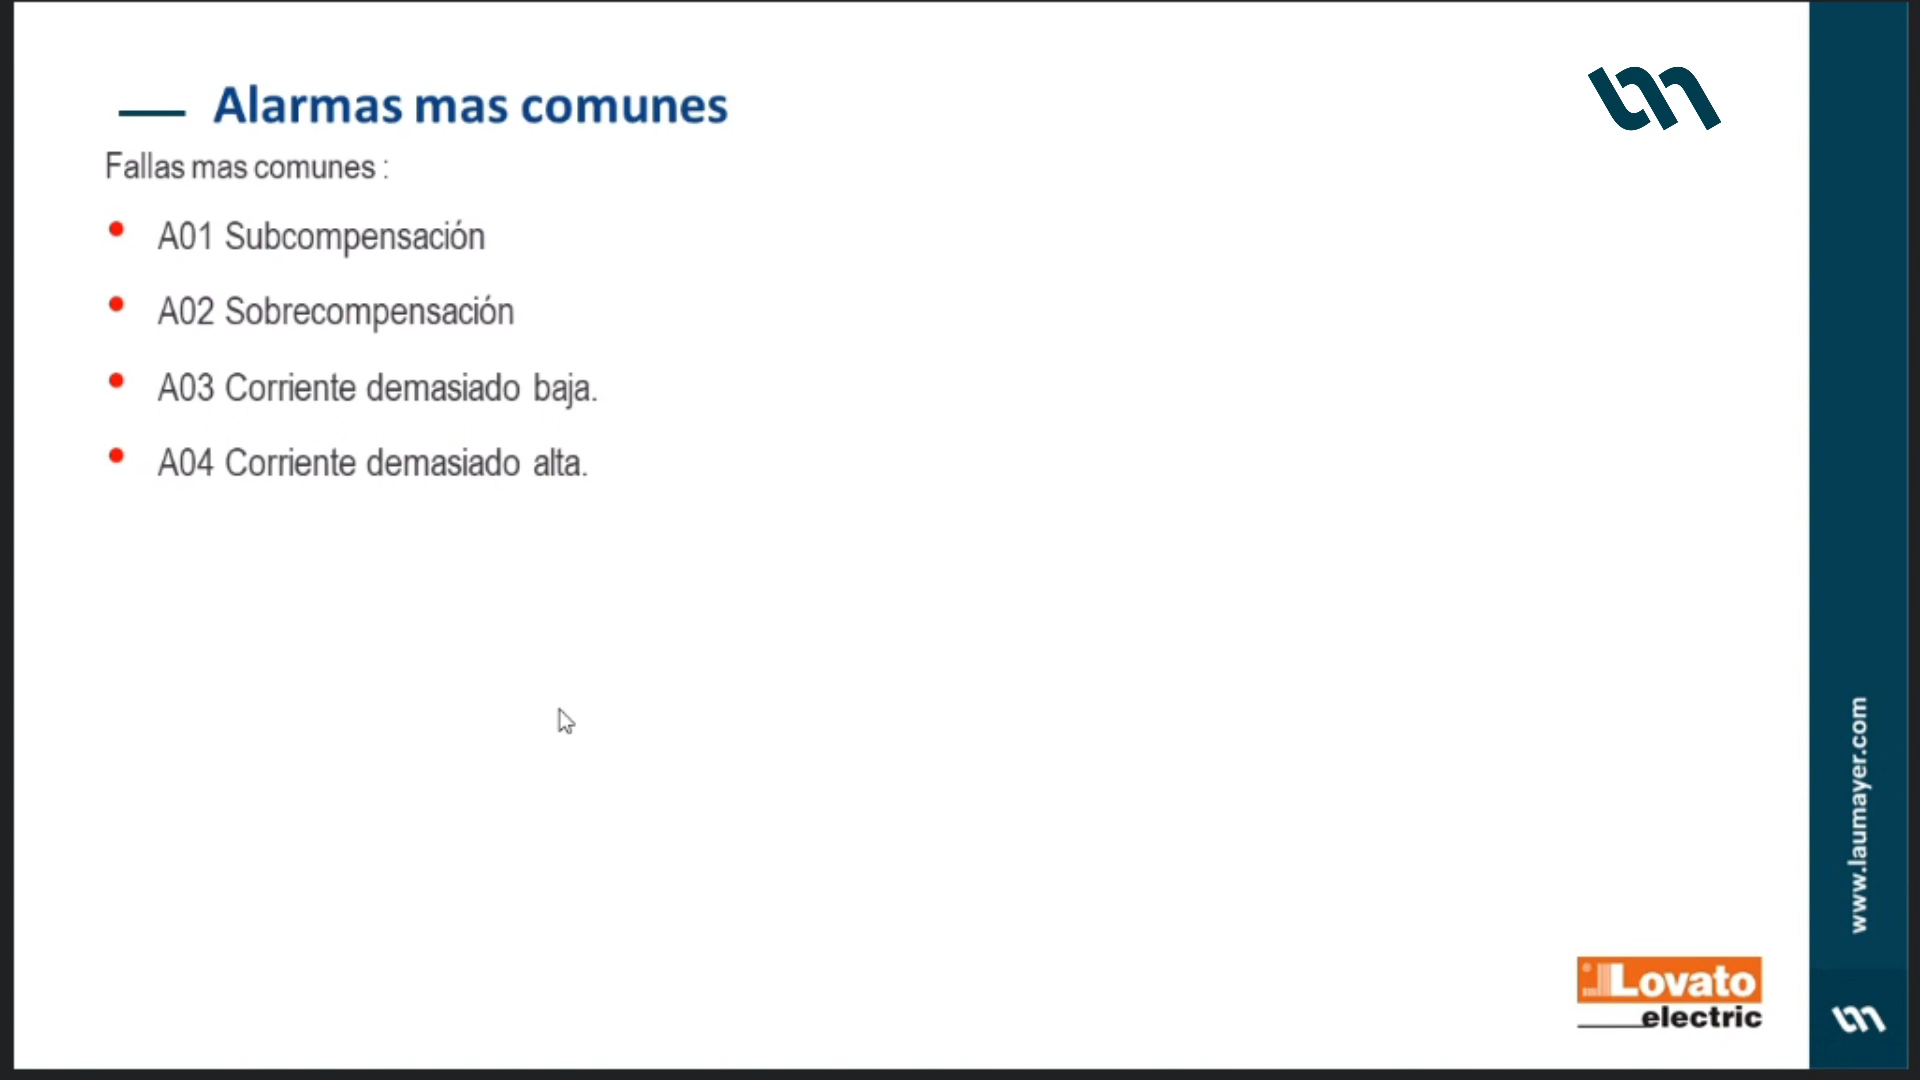 Alarmas mas comunes
Fallas mas comunes :
A01 Subcompensación
A02 Sobrecompensación
A03 Corriente demasiado baja.
A04 Corriente demasiado alta.
www.laumayer.com
Lovato
electric